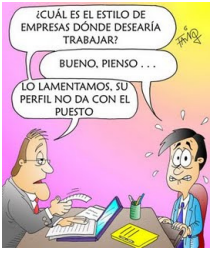 ¿CUÁL ES EL ESTILO DE
EMPRESAS DÓNDE DESEARÍA
TRABAJAR?
BUENO, PIENSO . . .
LO LAMENTAMOS, SU
PERFIL NO DA CON EL
PUESTO